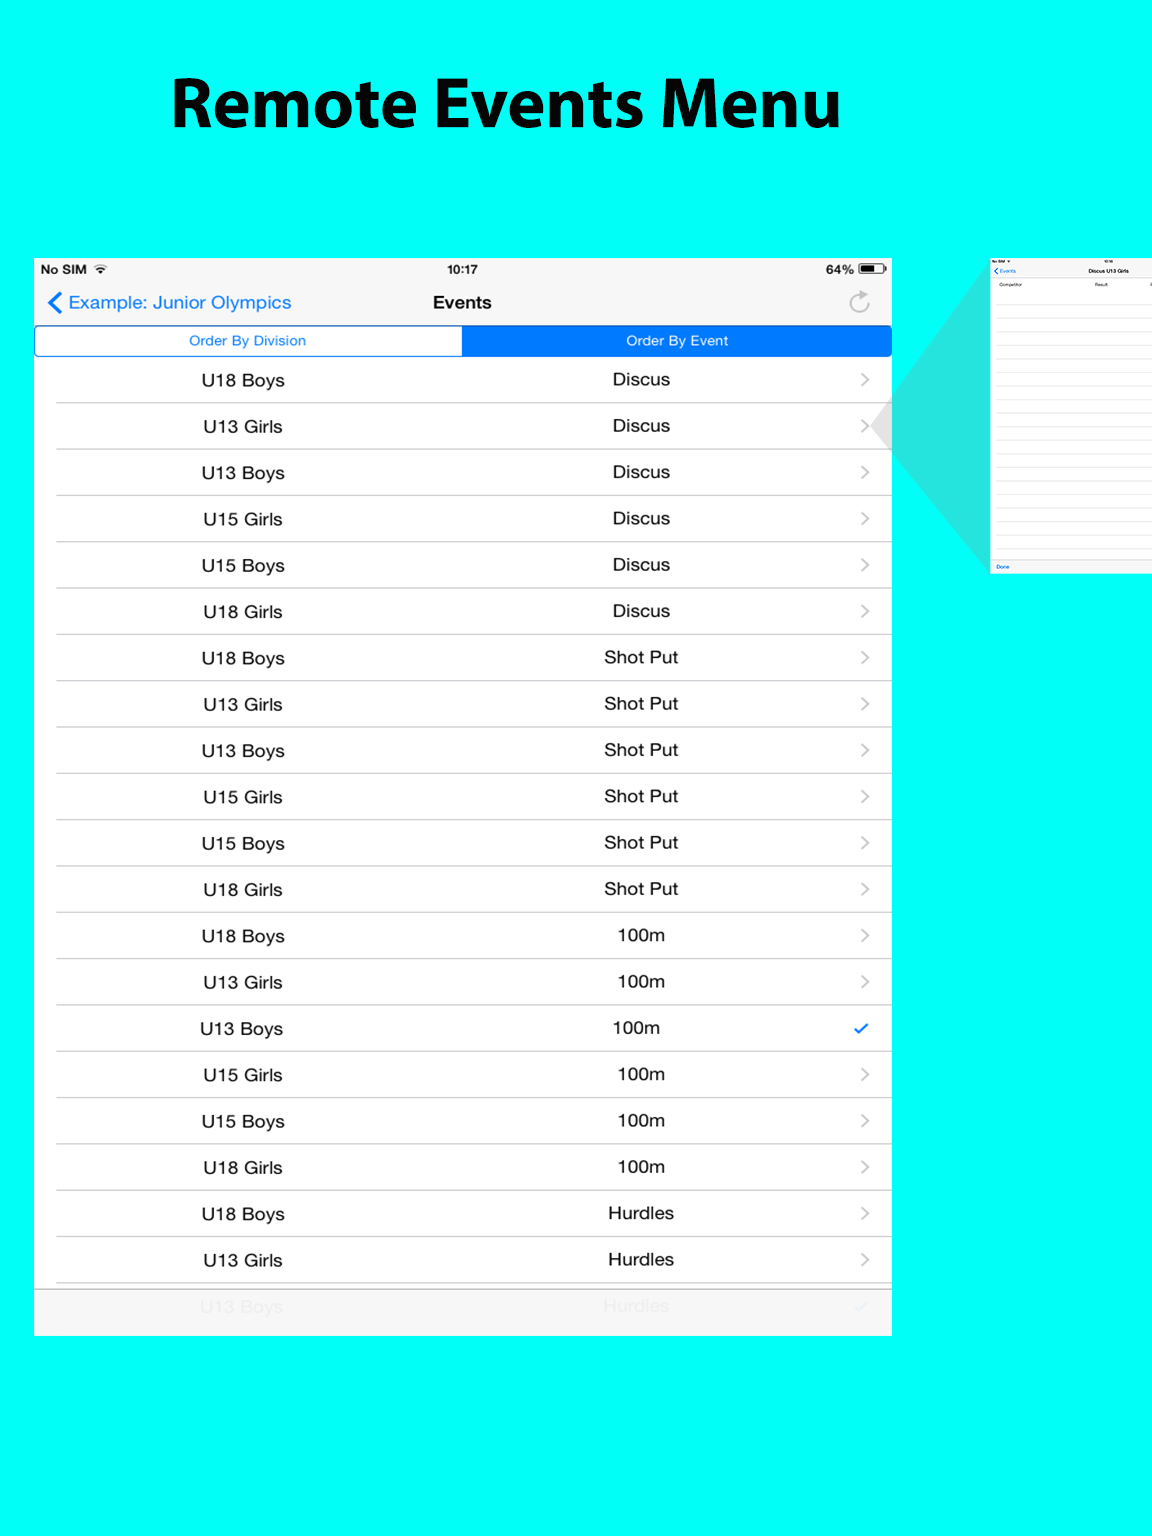 Remote Events Menu
No SIM 10:17 64%
Example: Junior Olympics Events
Order By Division Order By Event
U18 Boys Discus
U13 Girls Discus
U13 Boys Discus
U15 Girls Discus
U15 Boys Discus
U18 Girls Discus
U18 Boys Shot Put
U13 Girls Shot Put
U13 Boys Shot Put
U15 Girls Shot Put
U15 Boys Shot Put
U18 Girls Shot Put
U18 Boys 100m
U13 Girls 100m
U13 Boys 100m
U15 Girls 100m
U15 Boys 100m
U18 Girls 100m
U18 Boys Hurdles
U13 Girls Hurdles
U13 Boys Hurdles
No SIM 10:18
Events Discus U13 Girls
Competitor Result
Done